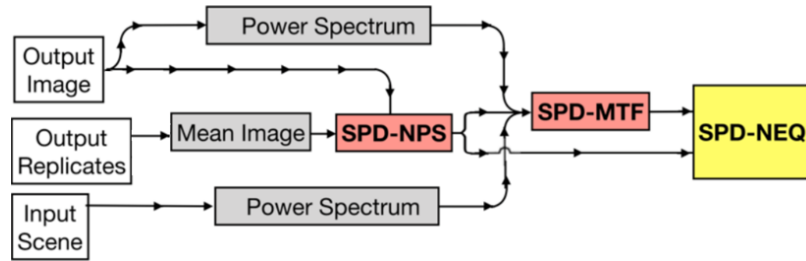 Power Spectrum
Output
Image
SPD-MTF
SPD-NEQ
Output
Replicates
Mean Image
SPD-NPS
Input
Scene
Power Spectrum